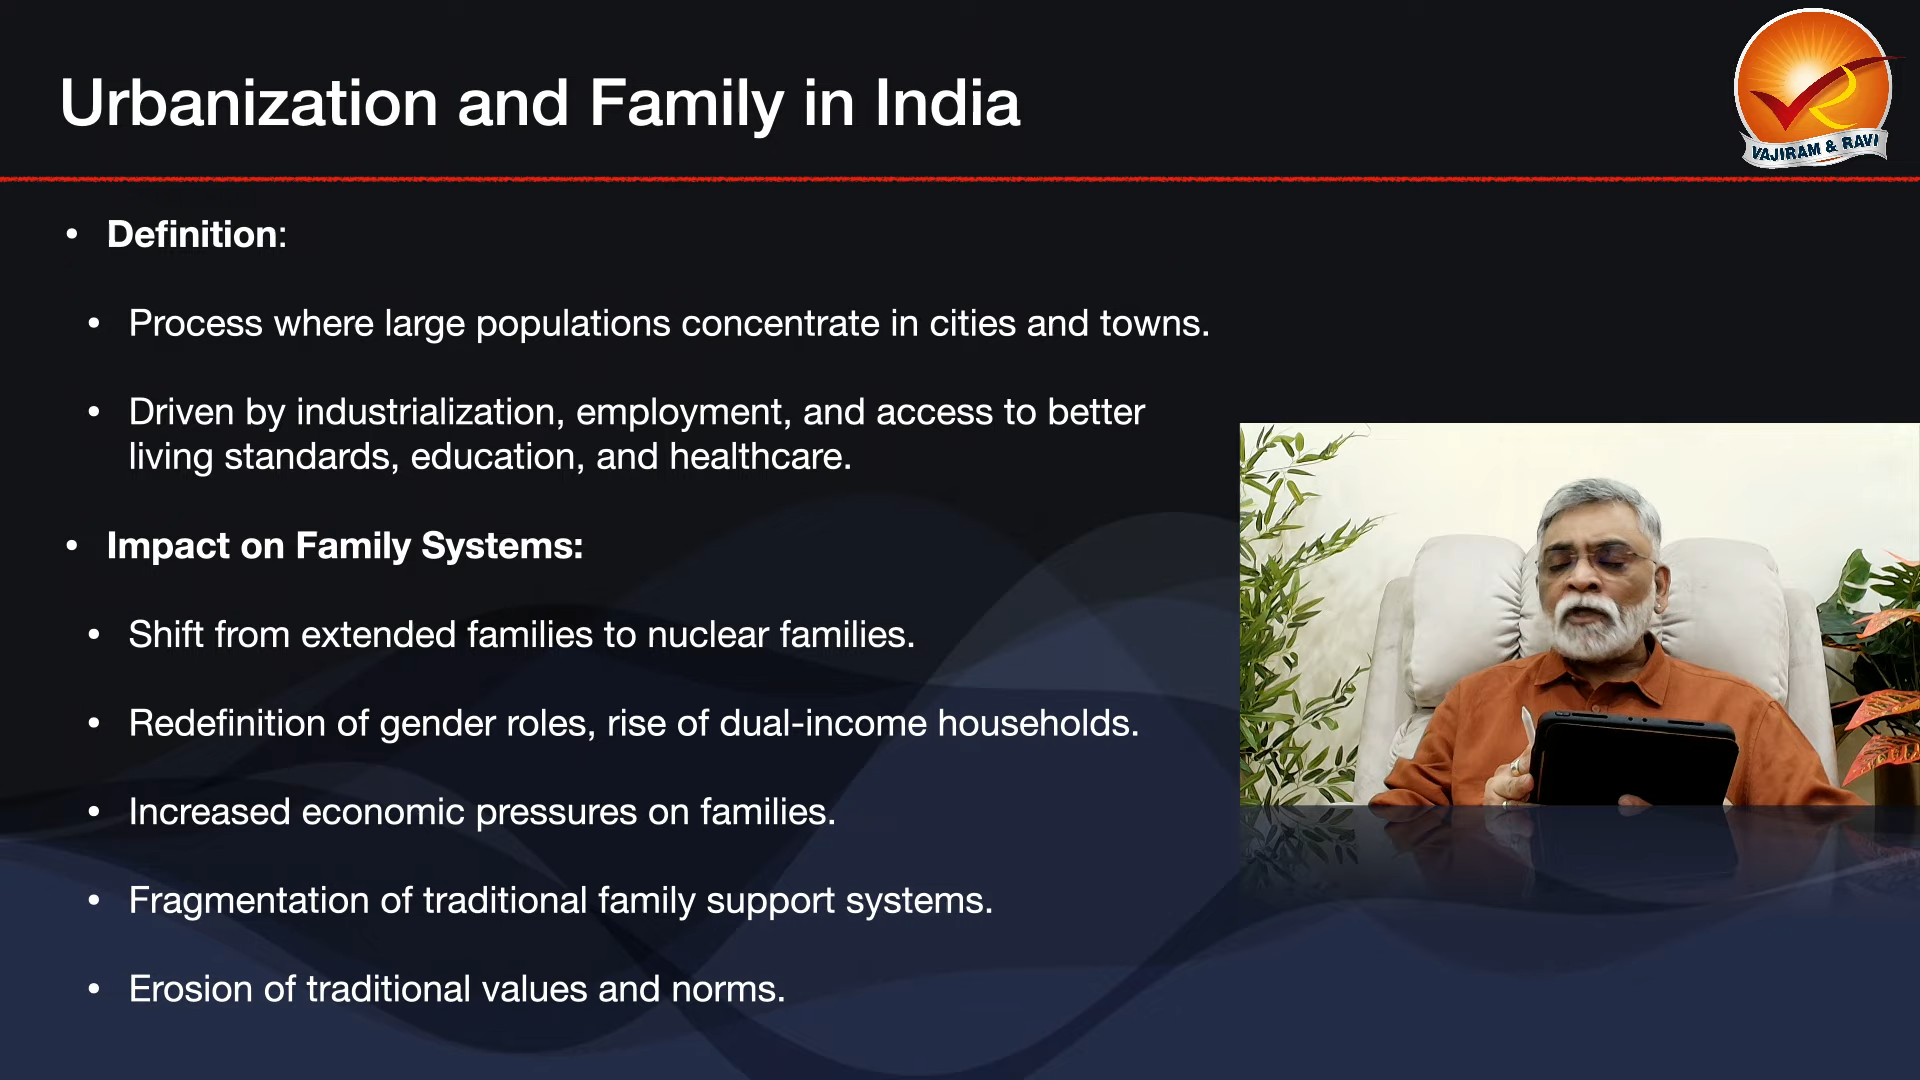 Urbanization and Family in India
VAJIRAM & RAVI
• Definition:
• Process where large populations concentrate in cities and towns.
• Driven by industrialization, employment, and access to better
living standards, education, and healthcare.
• Impact on Family Systems:
• Shift from extended families to nuclear families.
• Redefinition of gender roles, rise of dual-income households.
• Increased economic pressures on families.
• Fragmentation of traditional family support systems.
• Erosion of traditional values and norms.